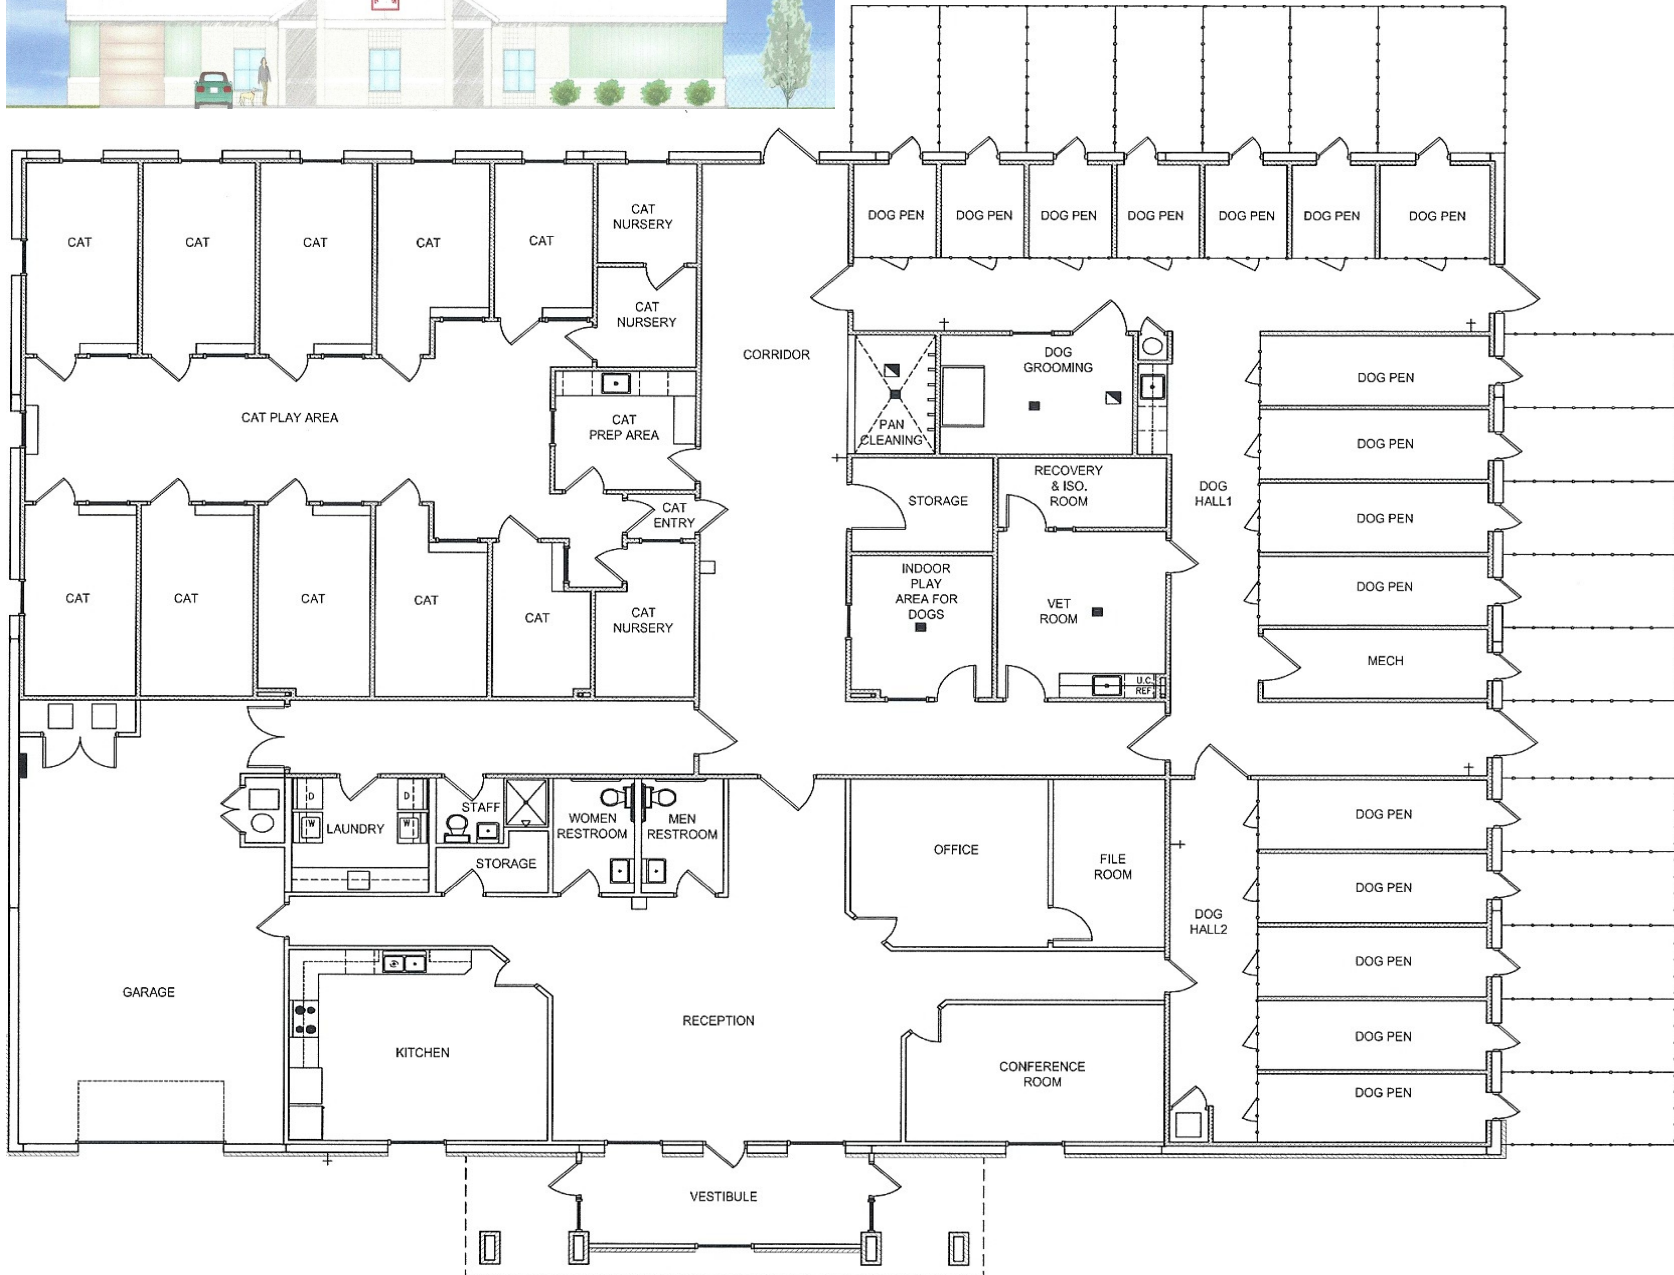 CAT
CAT
CAT
CAT
CAT
CAT
NURSERY
DOG PEN
DOG PEN
DOG PEN
DOG PEN
DOG PEN
DOG PEN
DOG PEN
CAT
NURSERY
CORRIDOR
DOG
GROOMING
PAN
CLEANING
CAT PLAY AREA
CAT
PREP AREA
DOG PEN
DOG PEN
DOG PEN
DOG PEN
MECH
STORAGE
RECOVERY
& ISO.
ROOM
DOG
HALL1
CAT
ENTRY
INDOOR
PLAY
AREA FOR
DOGS
VET
ROOM
U.C.
REF.
CAT
CAT
CAT
CAT
CAT
CAT
NURSERY
D
D
W
W
LAUNDRY
STAFF
STORAGE
WOMEN
RESTROOM
MEN
RESTROOM
OFFICE
FILE
ROOM
DOG
HALL2
DOG PEN
DOG PEN
DOG PEN
DOG PEN
DOG PEN
GARAGE
KITCHEN
RECEPTION
CONFERENCE
ROOM
VESTIBULE